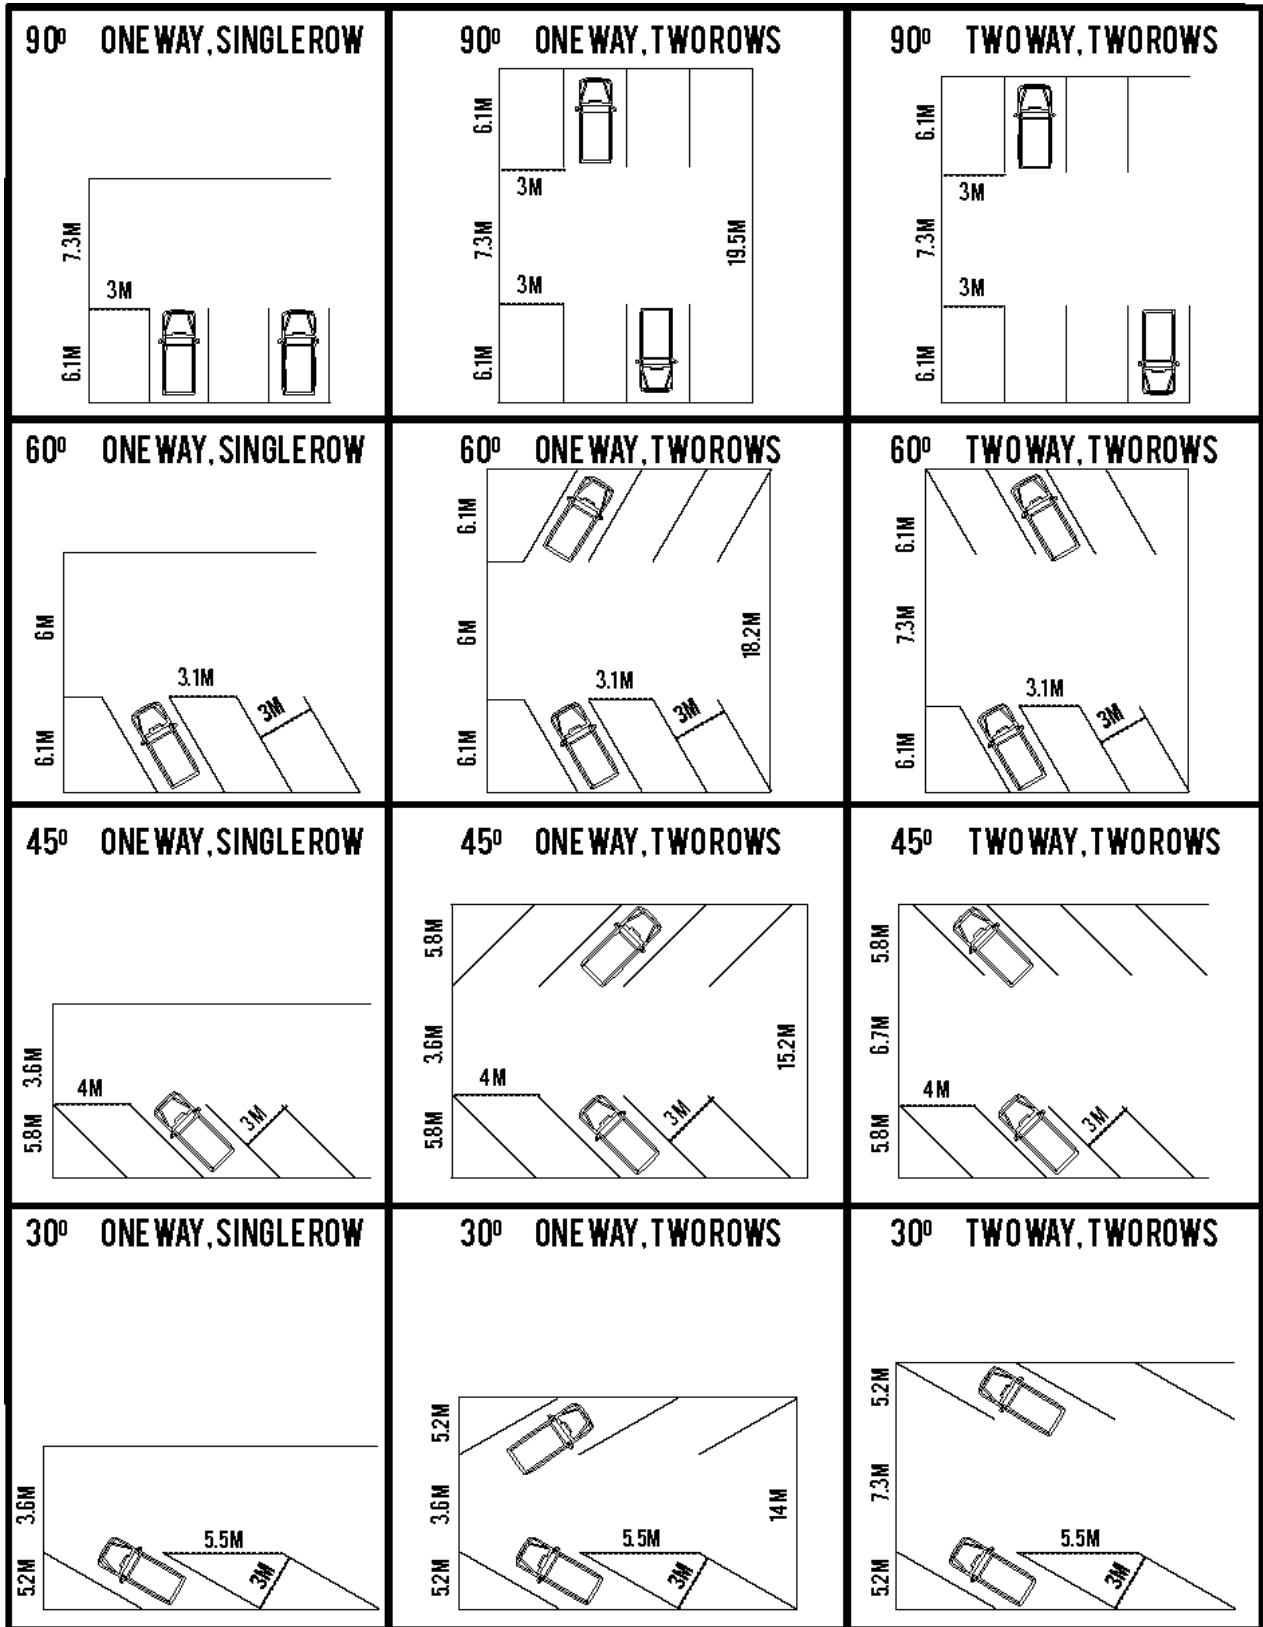 90⁰ ONE WAY, SINGLE ROW
7.3M
3M
6.1M
90⁰ ONE WAY, TWO ROWS
6.1M
3M
7.3M
19.5M
3M
6.1M
90⁰ TWO WAY, TWO ROWS
6.1M
3M
7.3M
3M
6.1M
60⁰ ONE WAY, SINGLE ROW
6M
3.1M
3M
6.1M
60⁰ ONE WAY, TWO ROWS
6.1M
6M
18.2M
3.1M
3M
6.1M
60⁰ TWO WAY, TWO ROWS
6.1M
7.3M
3.1M
3M
6.1M
45⁰ ONE WAY, SINGLE ROW
3.6M
4M
3M
5.8M
45⁰ ONE WAY, TWO ROWS
5.8M
3.6M
15.2M
4M
3M
5.8M
45⁰ TWO WAY, TWO ROWS
5.8M
6.7M
4M
3M
5.8M
30⁰ ONE WAY, SINGLE ROW
3.6M
5.5M
3M
5.2M
30⁰ ONE WAY, TWO ROWS
5.2M
3.6M
14M
5.5M
3M
5.2M
30⁰ TWO WAY, TWO ROWS
5.2M
7.3M
5.5M
3M
5.2M